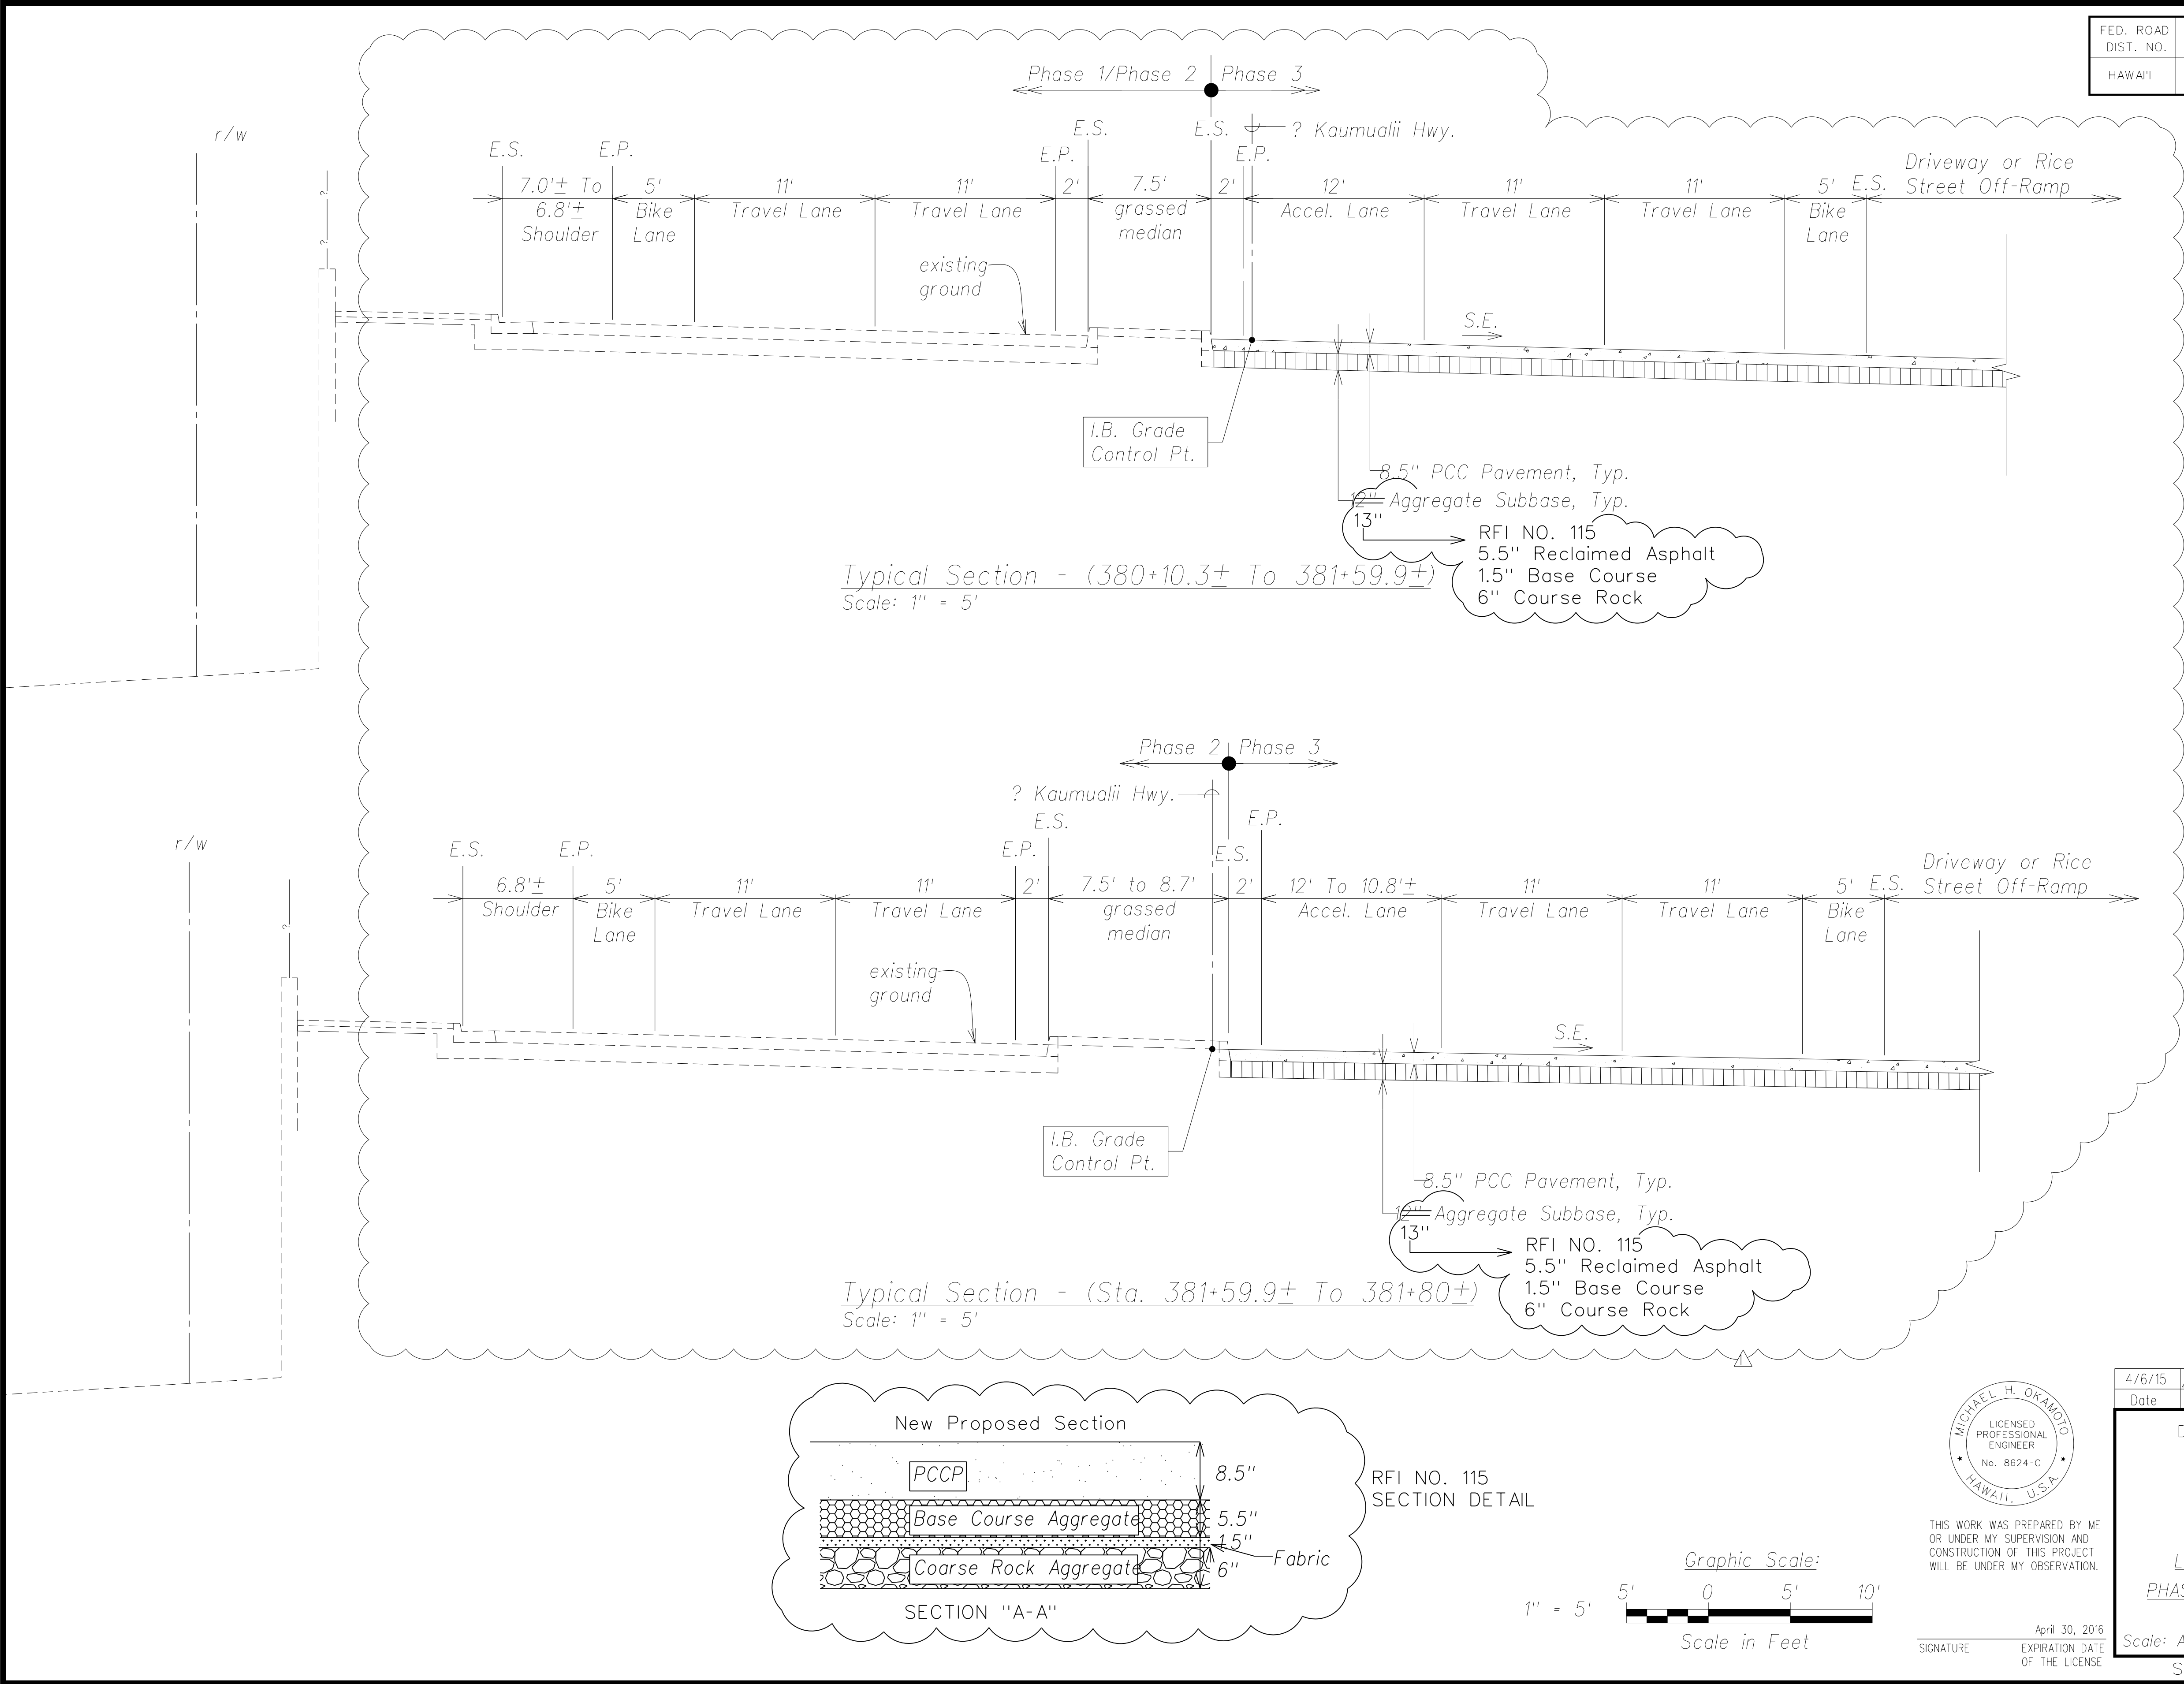 FED. ROAD
DIST. NO.
HAWAI'I
Phase 1/Phase 2
Phase 3
r/w
E.S.
E.P.
E.P.
E.S.
E.S.
E.P.
? Kaumualii Hwy.
7.0'± To
6.8'±
Shoulder
5'
Bike
Lane
11'
Travel Lane
11'
Travel Lane
2'
7.5'
grassed
median
2'
12'
Accel. Lane
11'
Travel Lane
11'
Travel Lane
5'
Bike
Lane
E.S.
Driveway or Rice
Street Off-Ramp
?
?
existing
ground
S.E.
I.B. Grade
Control Pt.
8.5" PCC Pavement, Typ.
12" Aggregate Subbase, Typ.
13"
RFI NO. 115
5.5" Reclaimed Asphalt
1.5" Base Course
6" Course Rock
Typical Section - (380+10.3± To 381+59.9±)
Scale: 1" = 5'
Phase 2
Phase 3
? Kaumualii Hwy.
r/w
E.S.
E.P.
E.P.
E.S.
E.S.
E.P.
6.8'±
Shoulder
5'
Bike
Lane
11'
Travel Lane
11'
Travel Lane
2'
7.5' to 8.7'
grassed
median
2'
12' To 10.8'±
Accel. Lane
11'
Travel Lane
11'
Travel Lane
5'
Bike
Lane
E.S.
Driveway or Rice
Street Off-Ramp
?
existing
ground
S.E.
I.B. Grade
Control Pt.
8.5" PCC Pavement, Typ.
12" Aggregate Subbase, Typ.
13"
RFI NO. 115
5.5" Reclaimed Asphalt
1.5" Base Course
6" Course Rock
Typical Section - (Sta. 381+59.9± To 381+80±)
Scale: 1" = 5'
1
New Proposed Section
PCCP
8.5"
Base Course Aggregate
5.5"
1.5"
Fabric
Coarse Rock Aggregate
6"
SECTION "A-A"
RFI NO. 115
SECTION DETAIL
Graphic Scale:
5' 0 5' 10'
1" = 5'
Scale in Feet
MICHAEL H. OKAMOTO
LICENSED
PROFESSIONAL
ENGINEER
No. 8624-C
HAWAII, U.S.A.
THIS WORK WAS PREPARED BY ME
OR UNDER MY SUPERVISION AND
CONSTRUCTION OF THIS PROJECT
WILL BE UNDER MY OBSERVATION.
April 30, 2016
SIGNATURE
EXPIRATION DATE
OF THE LICENSE
4/6/15
Date
Scale: